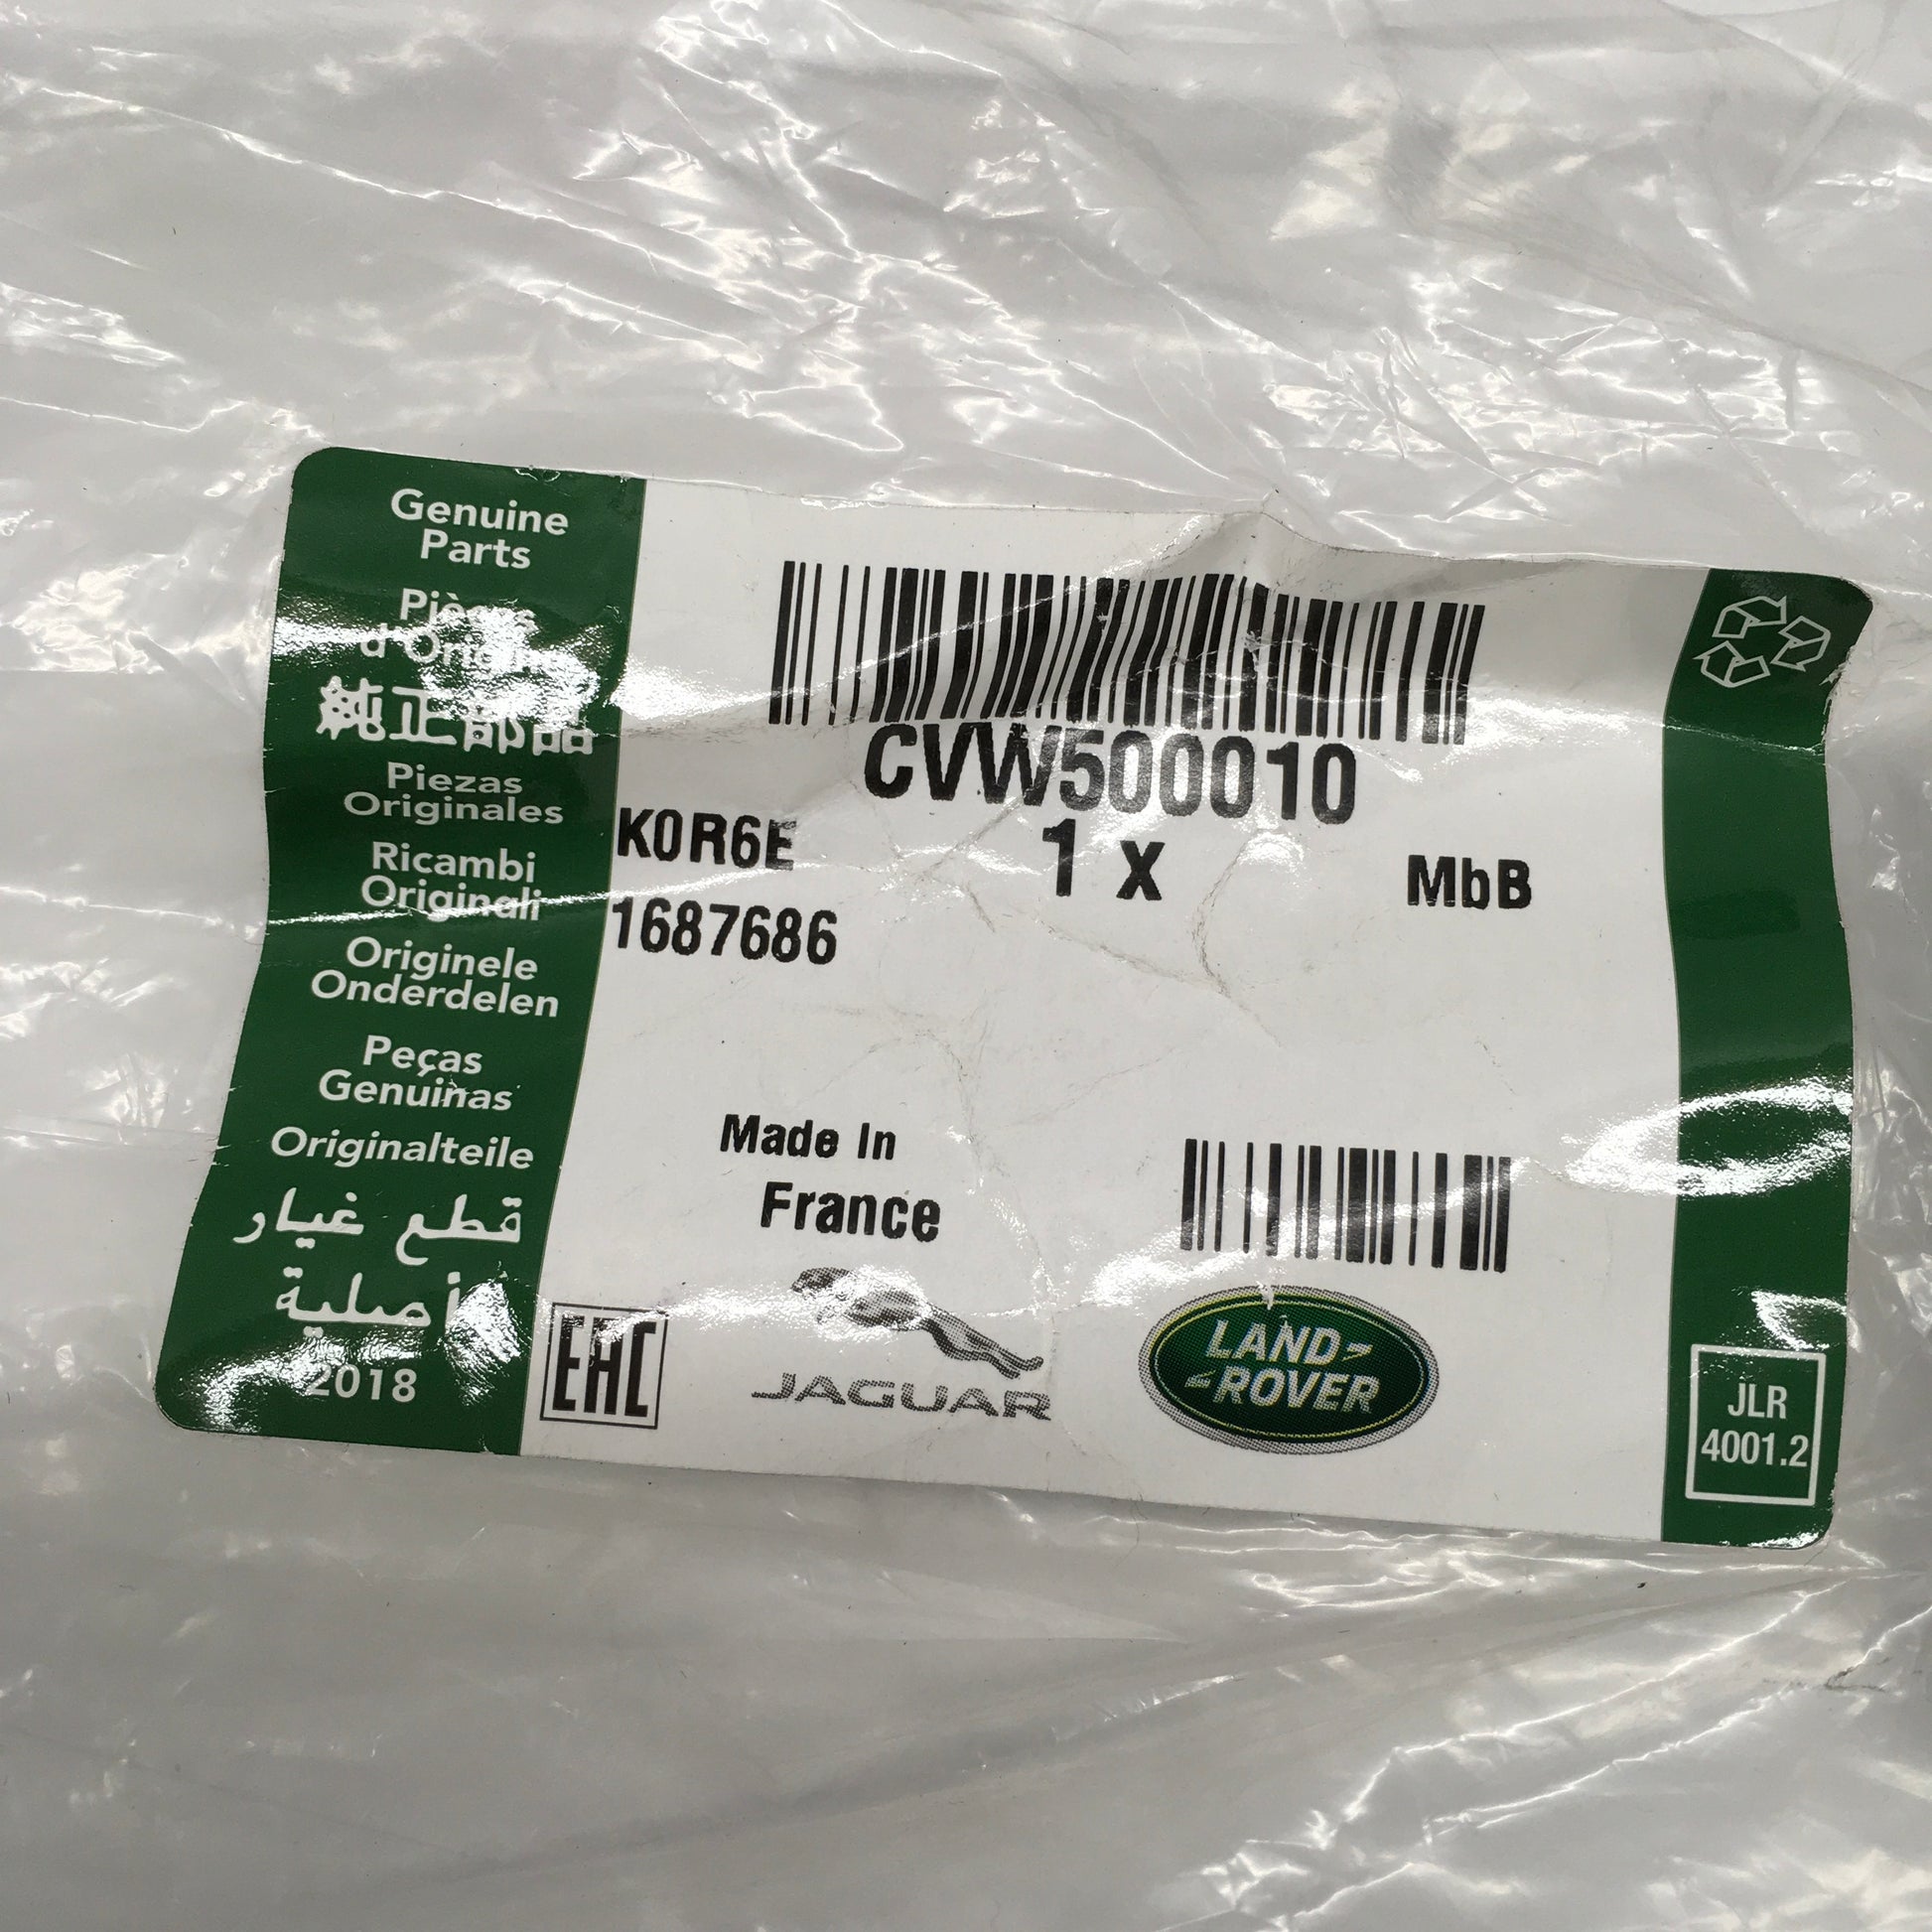 Genuine
Parts
Pièces
d'Origine
純正部品
Piezas
Originales
Ricambi
Originali
Originele
Onderdelen
Peças
Genuinas
Originalteile
قطع غيار
أصلية
2018
CVW500010
K0R6E
1 x
MbB
1687686
Made In
France
EAC
JAGUAR
LAND-
-ROVER
JLR
4001.2